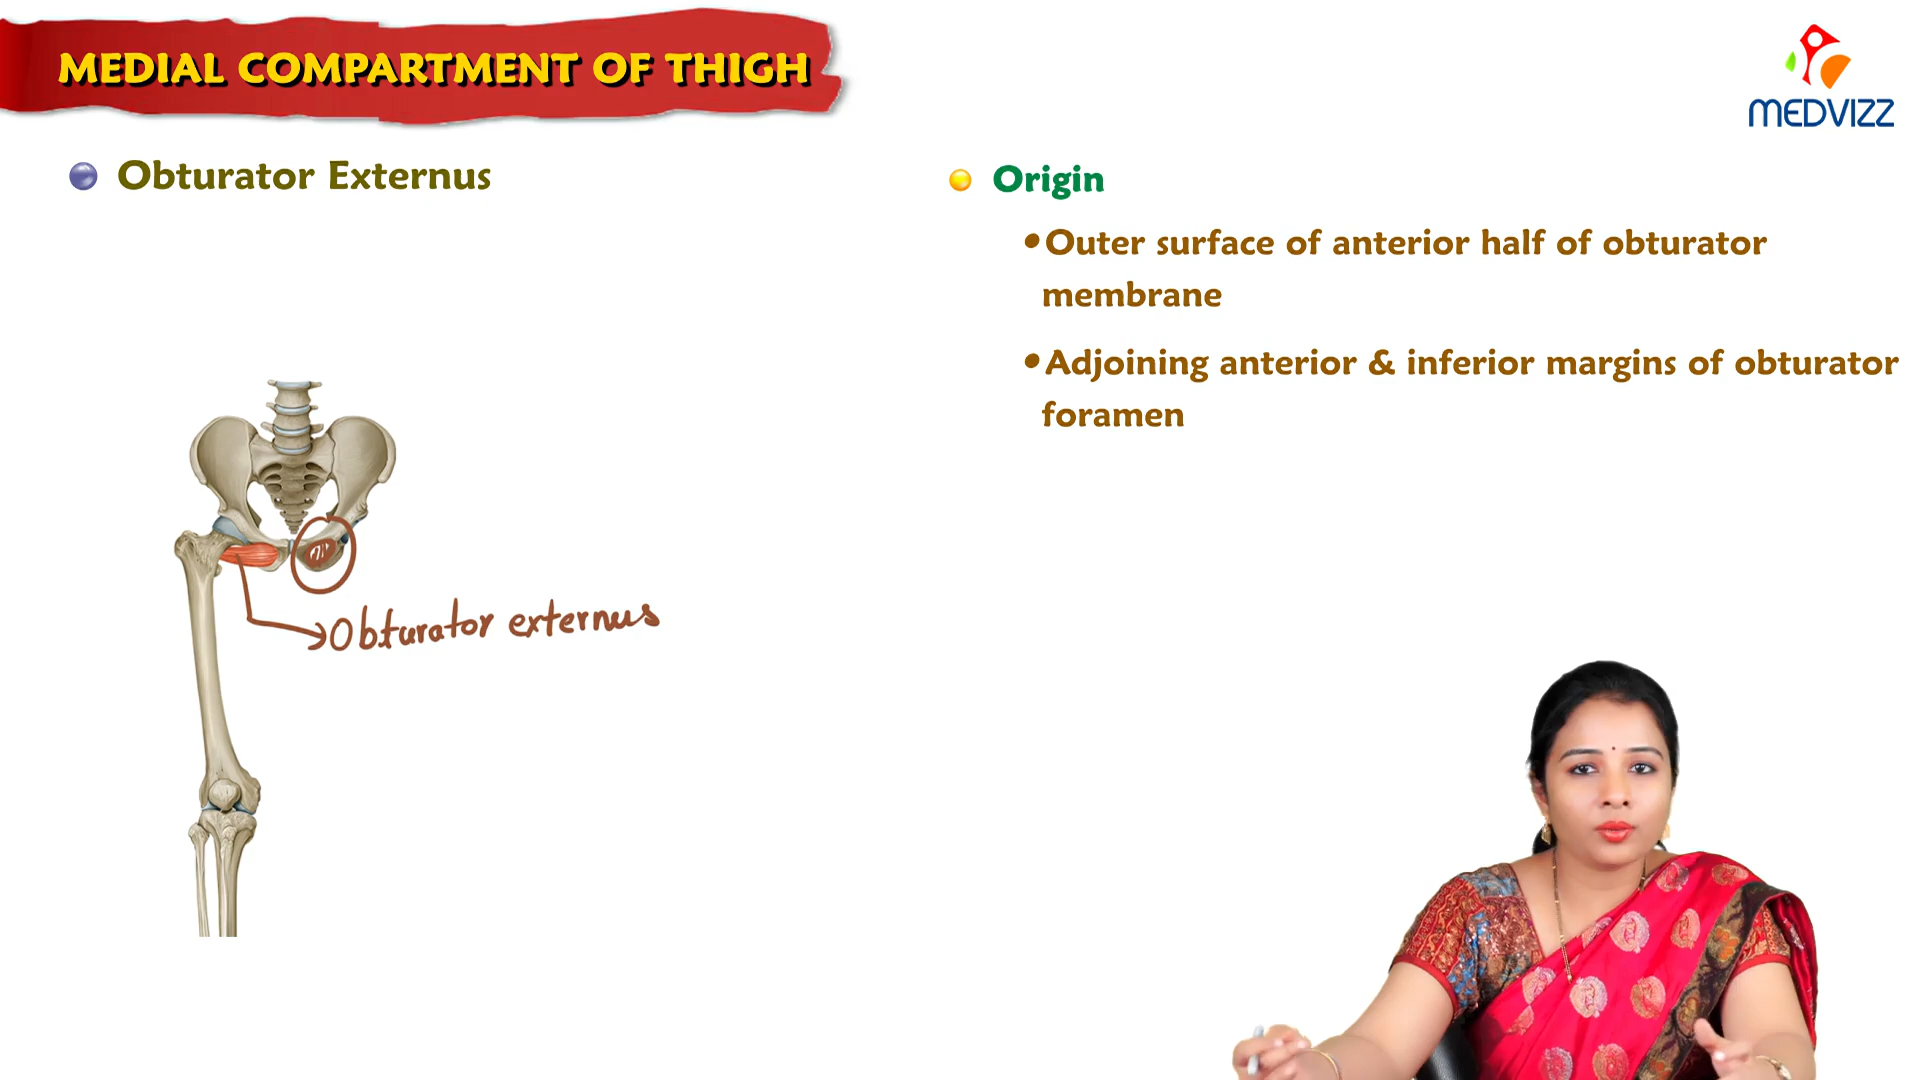 MEDIAL COMPARTMENT OF THIGH
MEDVIZZ
Obturator Externus
Obturator externus
Origin
•Outer surface of anterior half of obturator
membrane
•Adjoining anterior & inferior margins of obturator
foramen